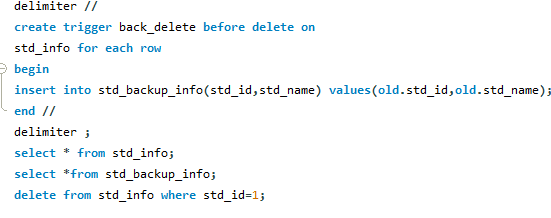 delimiter //
create trigger back_delete before delete on
std_info for each row
begin
insert into std_backup_info(std_id,std_name) values(old.std_id,old.std_name);
end //
delimiter ;
select * from std_info;
select *from std_backup_info;
delete from std_info where std_id=1;